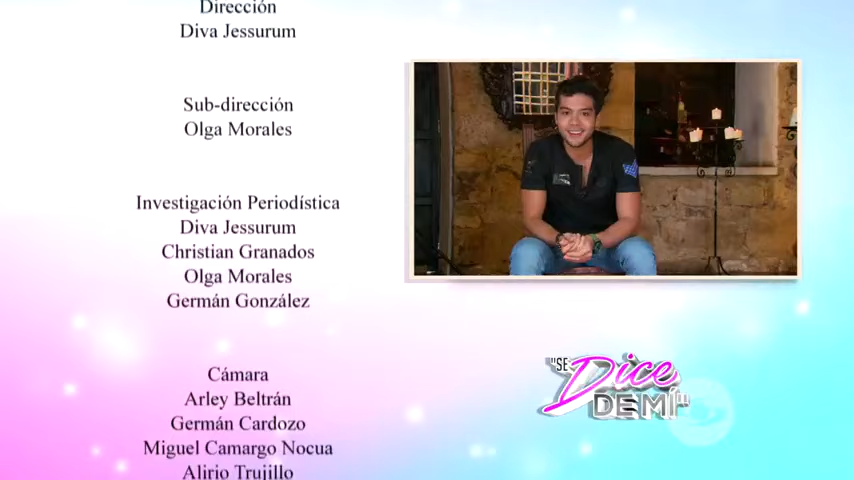 Dirección
Diva Jessurum
Sub-dirección
Olga Morales
Investigación Periodística
Diva Jessurum
Christian Granados
Olga Morales
Germán González
Cámara
Arley Beltrán
Germán Cardozo
Miguel Camargo Nocua
Alirio Trujillo
"SE
Dice
DE MÍ"